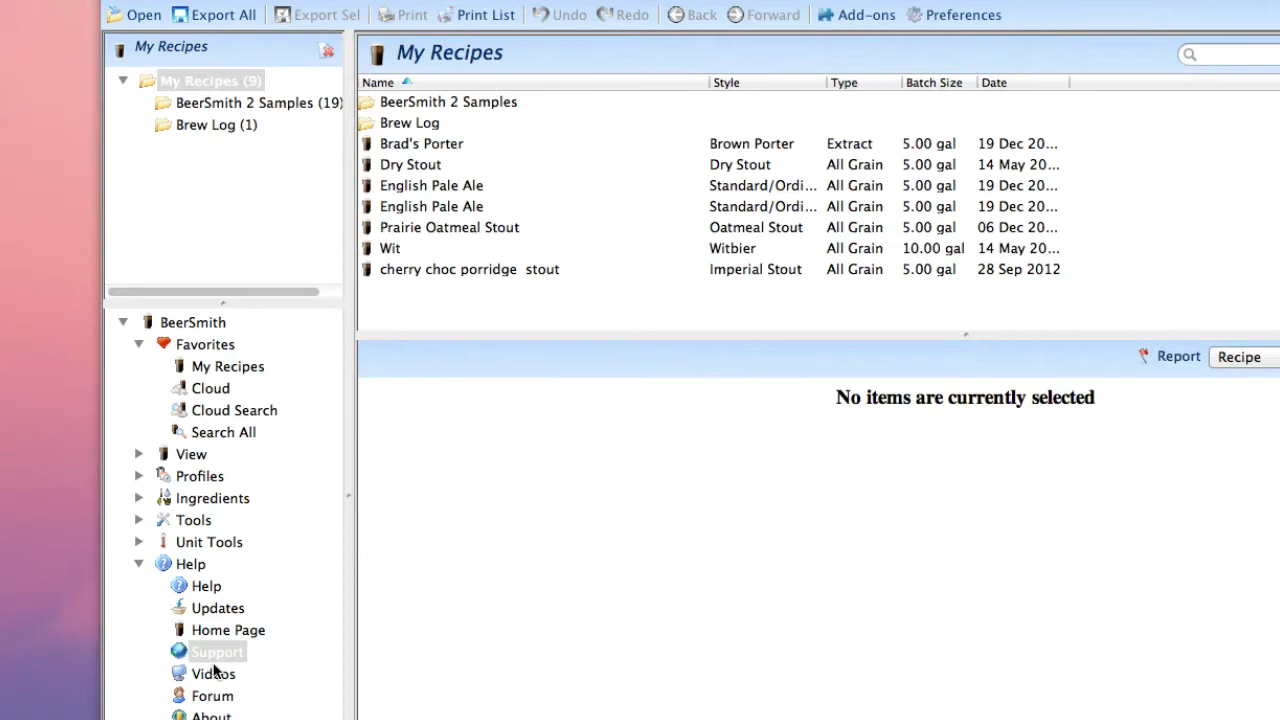 Open Export All Export Sel Print Print List Undo Redo Back Forward Add-ons Preferences
My Recipes
My Recipes (9)
BeerSmith 2 Samples (19)
Brew Log (1)
BeerSmith
Favorites
My Recipes
Cloud
Cloud Search
Search All
View
Profiles
Ingredients
Tools
Unit Tools
Help
Help
Updates
Home Page
Support
Videos
Forum
About
My Recipes
Name Style Type Batch Size Date
BeerSmith 2 Samples
Brew Log
Brad's Porter Brown Porter Extract 5.00 gal 19 Dec 20...
Dry Stout Dry Stout All Grain 5.00 gal 14 May 20...
English Pale Ale Standard/Ordi... All Grain 5.00 gal 19 Dec 20...
English Pale Ale Standard/Ordi... All Grain 5.00 gal 19 Dec 20...
Prairie Oatmeal Stout Oatmeal Stout All Grain 5.00 gal 06 Dec 20...
Wit Witbier All Grain 10.00 gal 14 May 20...
cherry choc porridge stout Imperial Stout All Grain 5.00 gal 28 Sep 2012
Report Recipe
No items are currently selected